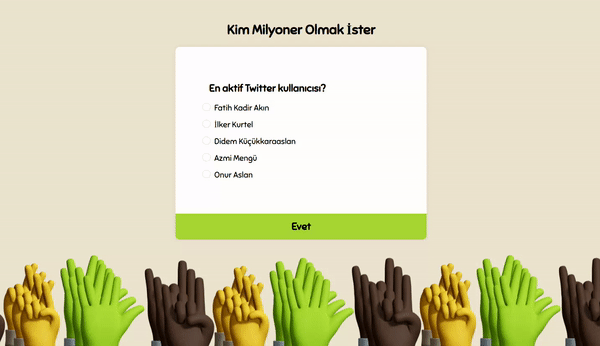 Kim Milyoner Olmak İster
En aktif Twitter kullanıcısı?
Fatih Kadir Akın
İlker Kurtel
Didem Küçükkaraaslan
Azmi Mengü
Onur Aslan
Evet